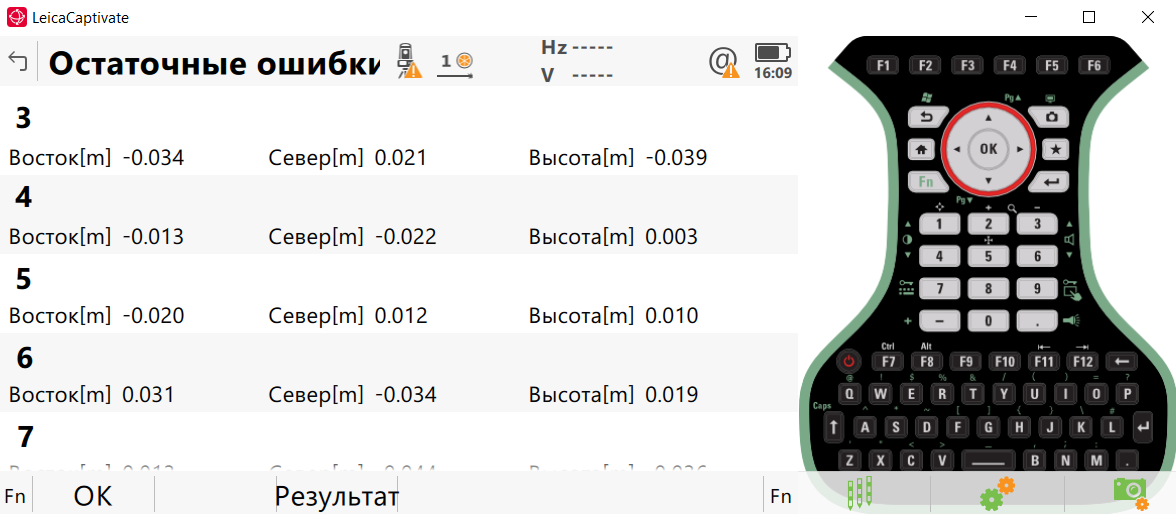 LeicaCaptivate
Остаточные ошибки
1
Hz -----
V -----
@
16:09
3
Восток[m] -0.034 Север[m] 0.021 Высота[m] -0.039
4
Восток[m] -0.013 Север[m] -0.022 Высота[m] 0.003
5
Восток[m] -0.020 Север[m] 0.012 Высота[m] 0.010
6
Восток[m] 0.031 Север[m] -0.034 Высота[m] 0.019
7
Fn OK Результат Fn
F1 F2 F3 F4 F5 F6
Pg▲
OK
Fn
Pg▼
+ -
1 2 3
4 5 6
7 8 9
+ - 0 .
Ctrl Alt
F7 F8 F9 F10 F11 F12
@ ! $ % & / ( ) = ?
Q W E R T Y U I O P
Caps
A S D F G H J K L
Z X C V B N M .